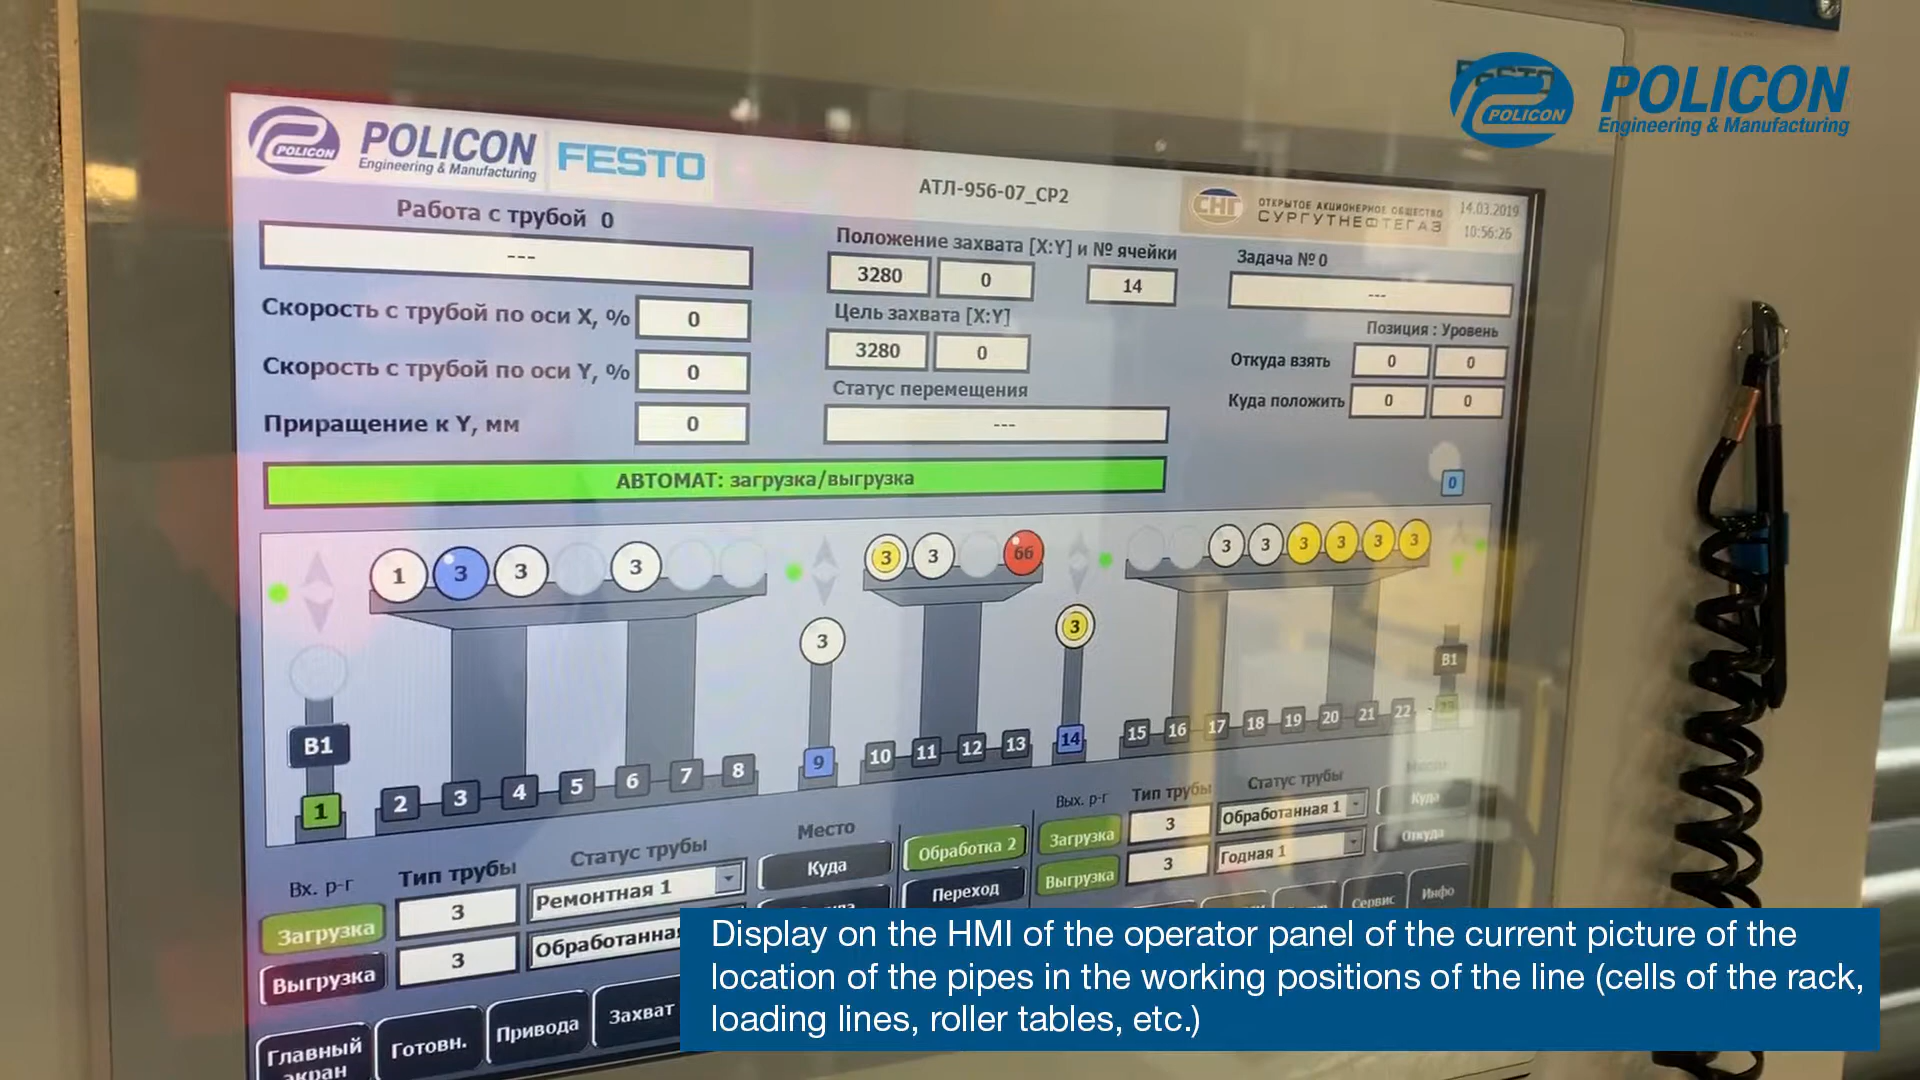 POLICON
POLICON
Engineering & Manufacturing
POLICON
POLICON
Engineering & Manufacturing
FESTO
АТЛ-956-07_СР2
СНГ
ОТКРЫТОЕ АКЦИОНЕРНОЕ ОБЩЕСТВО
СУРГУТНЕФТЕГАЗ
14.03.2019
10:56:26
Работа с трубой 0
---
Положение захвата [X:Y] и № ячейки
3280 0 14
Задача № 0
---
Скорость с трубой по оси X, % 0
Цель захвата [X:Y]
3280 0
Позиция : Уровень
Откуда взять 0 0
Скорость с трубой по оси Y, % 0
Статус перемещения
---
Куда положить 0 0
Приращение к Y, мм 0
АВТОМАТ: загрузка/выгрузка
0
1 3 3 3 3 3 66 3 3 3 3 3 3
3 3
B1 B1
1 2 3 4 5 6 7 8 9 10 11 12 13 14 15 16 17 18 19 20 21 22
Вх. р-г Тип трубы Статус трубы Место
Загрузка 3 Ремонтная 1 Куда
Выгрузка 3
Обработка 2
Переход
Вых. р-г Тип трубы Статус трубы
Загрузка 3 Обработанная 1 Куда
Выгрузка 3 Годная 1 Откуда
Главный экран Готовн. Привода Захват Сервис Инфо
Display on the HMI of the operator panel of the current picture of the
location of the pipes in the working positions of the line (cells of the rack,
loading lines, roller tables, etc.)